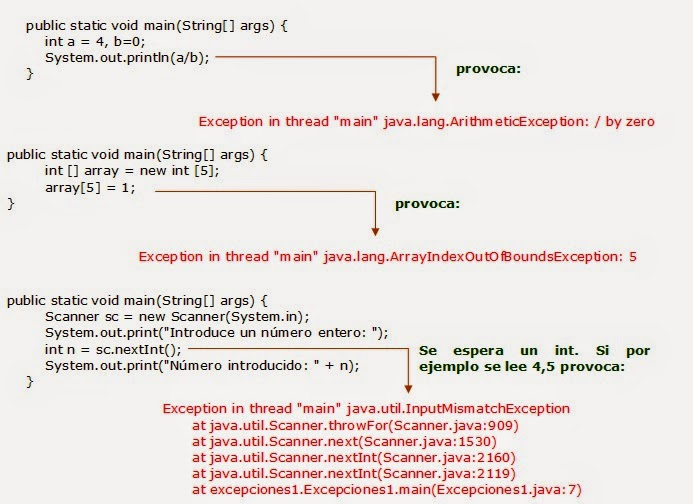 public static void main(String[] args) {
int a = 4, b=0;
System.out.println(a/b);
}
provoca:
Exception in thread "main" java.lang.ArithmeticException: / by zero
public static void main(String[] args) {
int [] array = new int [5];
array[5] = 1;
}
provoca:
Exception in thread "main" java.lang.ArrayIndexOutOfBoundsException: 5
public static void main(String[] args) {
Scanner sc = new Scanner(System.in);
System.out.print("Introduce un número entero: ");
int n = sc.nextInt();
System.out.print("Número introducido: " + n);
}
Se espera un int. Si por
ejemplo se lee 4,5 provoca:
Exception in thread "main" java.util.InputMismatchException
at java.util.Scanner.throwFor(Scanner.java:909)
at java.util.Scanner.next(Scanner.java:1530)
at java.util.Scanner.nextInt(Scanner.java:2160)
at java.util.Scanner.nextInt(Scanner.java:2119)
at excepciones1.Excepciones1.main(Excepciones1.java:7)